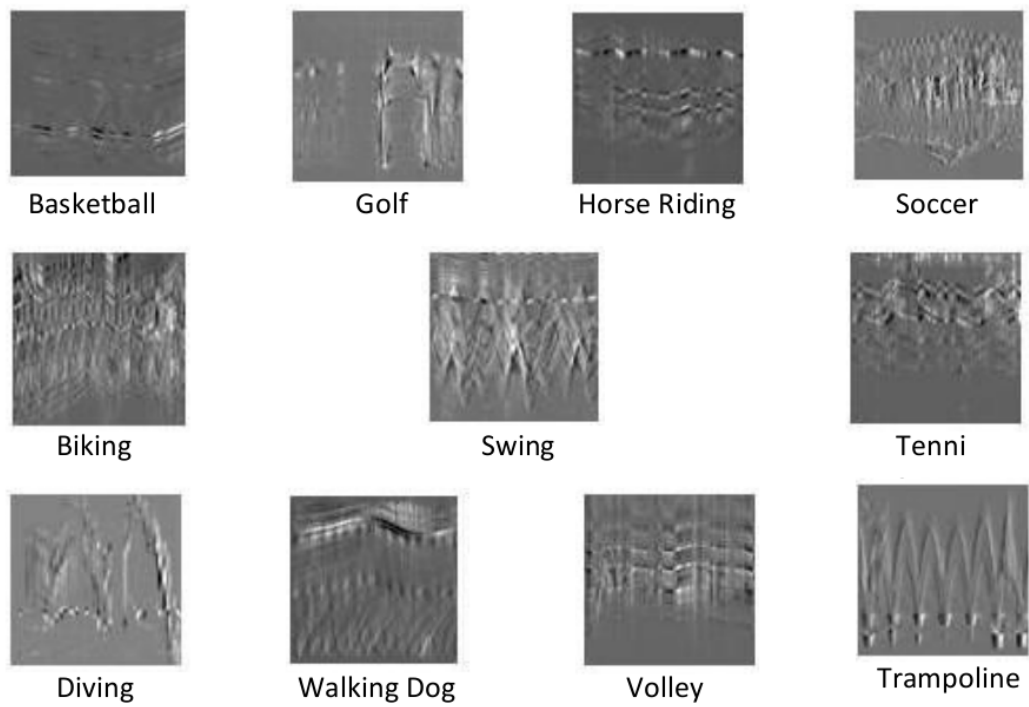 Basketball
Golf
Horse Riding
Soccer
Biking
Swing
Tenni
Diving
Walking Dog
Volley
Trampoline